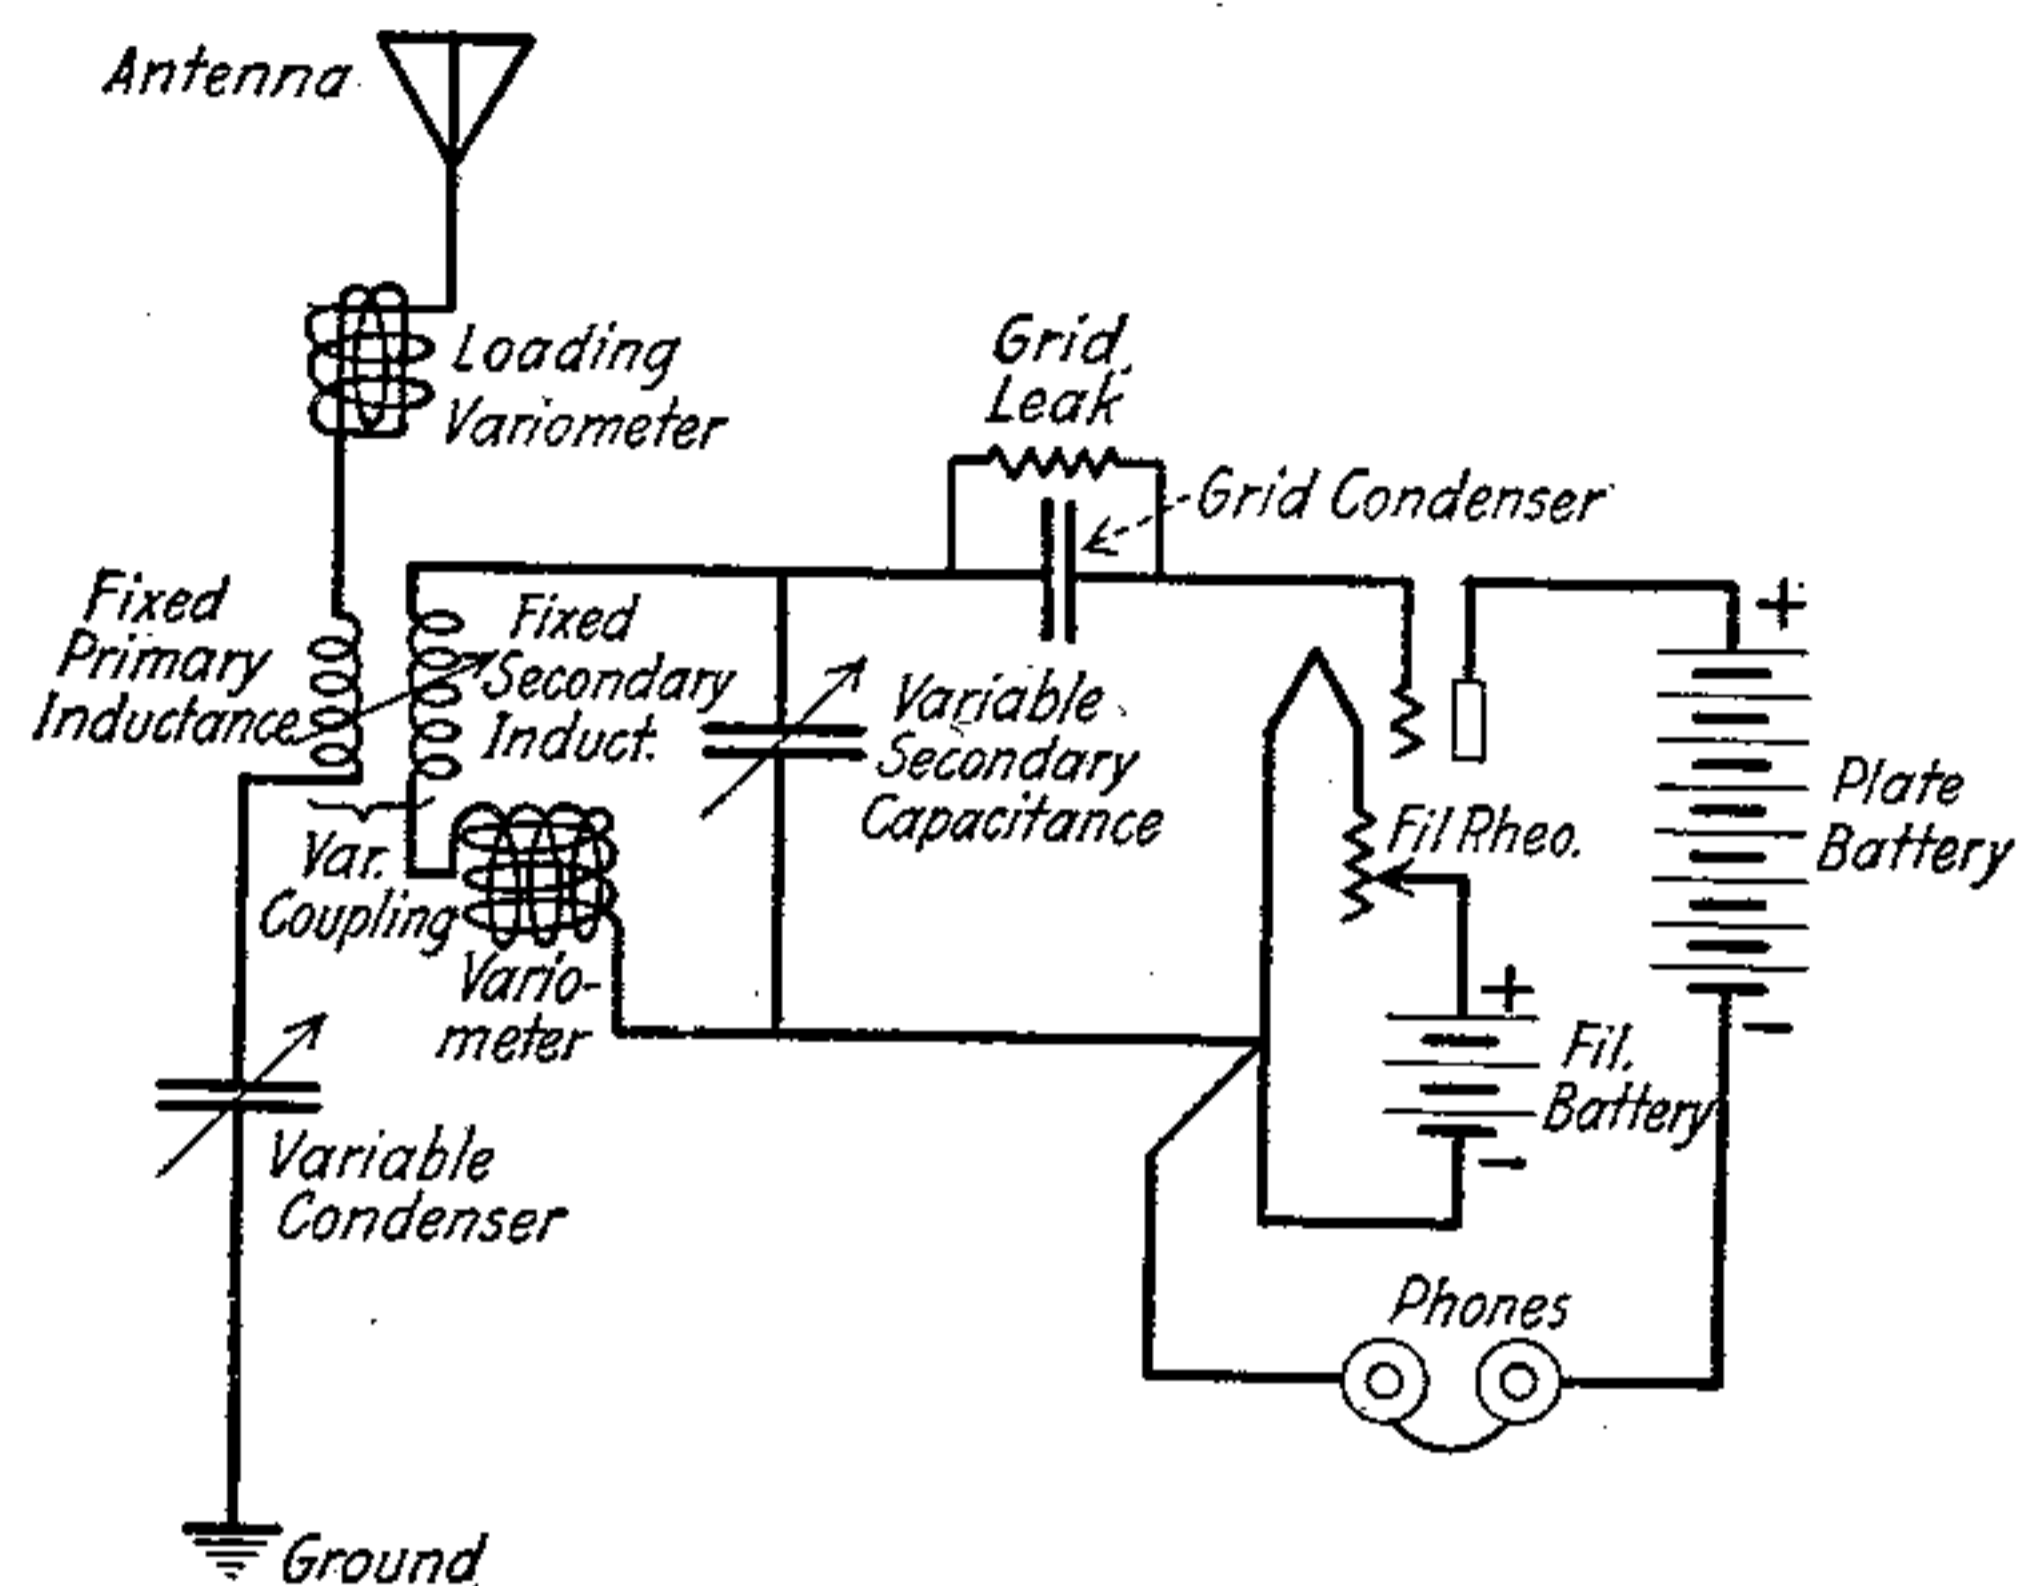 Antenna
Loading
Variometer
Grid
Leak
Grid Condenser
Fixed
Primary
Inductance
Fixed
Secondary
Induct.
Variable
Secondary
Capacitance
Var.
Coupling
Vario-
meter
Fil Rheo.
+
Plate
Battery
-
+
Fil.
Battery
-
Variable
Condenser
Phones
Ground